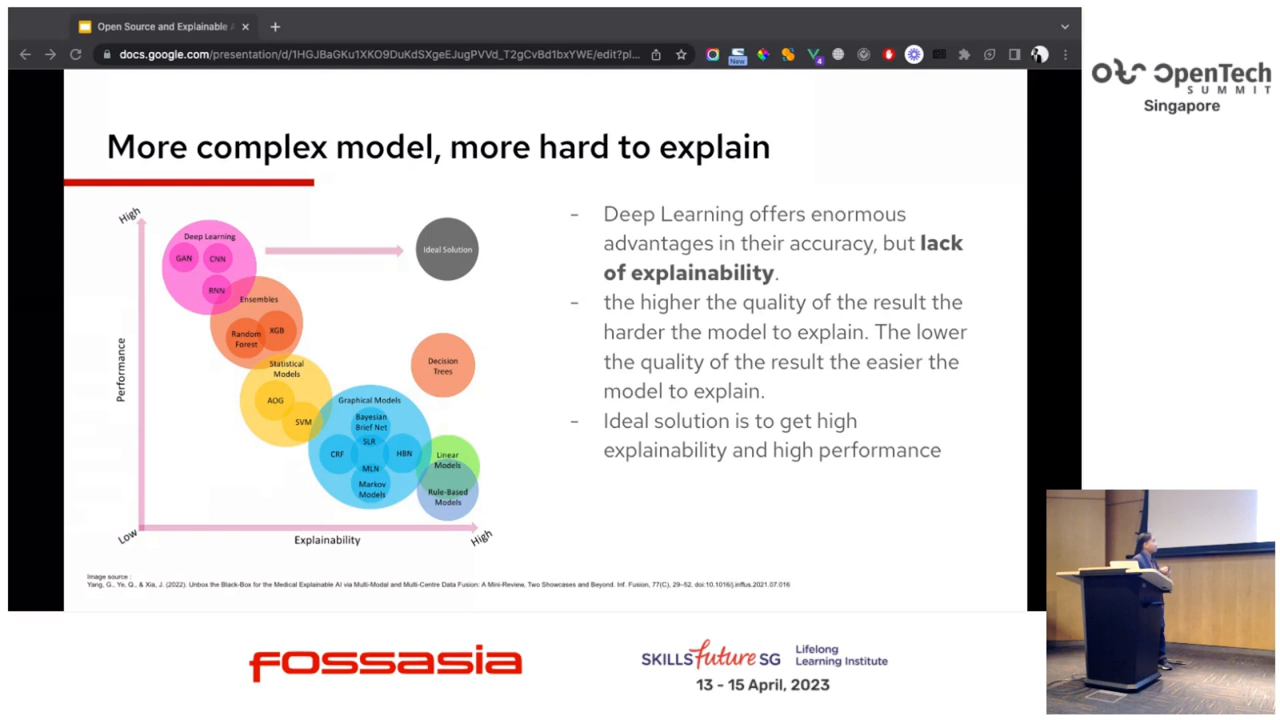 Open Source and Explainable A
docs.google.com/presentation/d/1HGJBaGKu1XKO9DuKdSXgeEJugPVVd_T2gCvBd1bxYWE/edit?pl...
New
4
OpenTech
SUMMIT
Singapore
More complex model, more hard to explain
High
Deep Learning
GAN
CNN
RNN
Ideal Solution
Ensembles
Random
Forest
XGB
Performance
Statistical
Models
AOG
SVM
Decision
Trees
Graphical Models
Bayesian
Brief Net
SLR
CRF
HBN
MLN
Markov
Models
Linear
Models
Rule-Based
Models
Low
Explainability
High
- Deep Learning offers enormous
advantages in their accuracy, but lack
of explainability.
- the higher the quality of the result the
harder the model to explain. The lower
the quality of the result the easier the
model to explain.
- Ideal solution is to get high
explainability and high performance
Image source :
Yang, G., Ye, Q., & Xia, J. (2022). Unbox the Black-Box for the Medical Explainable AI via Multi-Modal and Multi-Centre Data Fusion: A Mini-Review, Two Showcases and Beyond. Inf. Fusion, 77(C), 29–52. doi:10.1016/j.inffus.2021.07.016
FOSSASIA
SKILLS future SG
Lifelong
Learning Institute
13 - 15 April, 2023